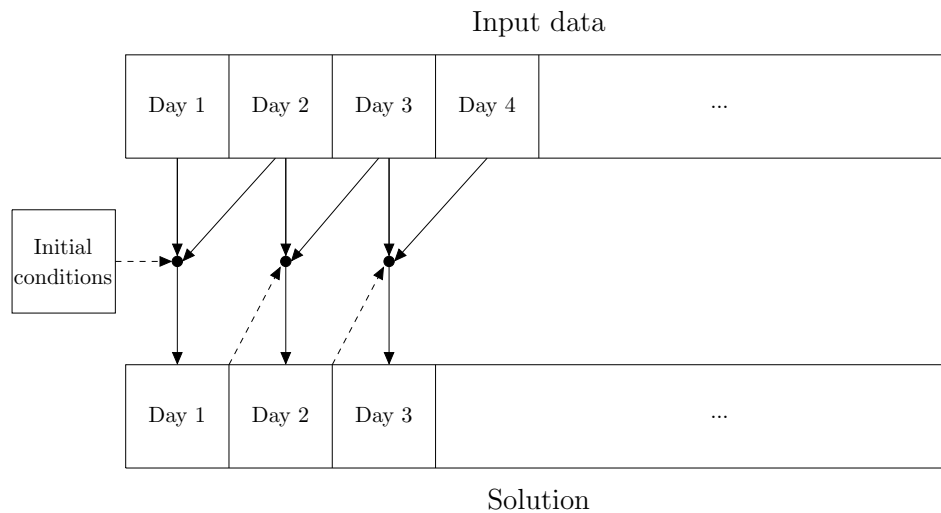 Input data
Day 1 Day 2 Day 3 Day 4 ...
Initial
conditions
Day 1 Day 2 Day 3 ...
Solution